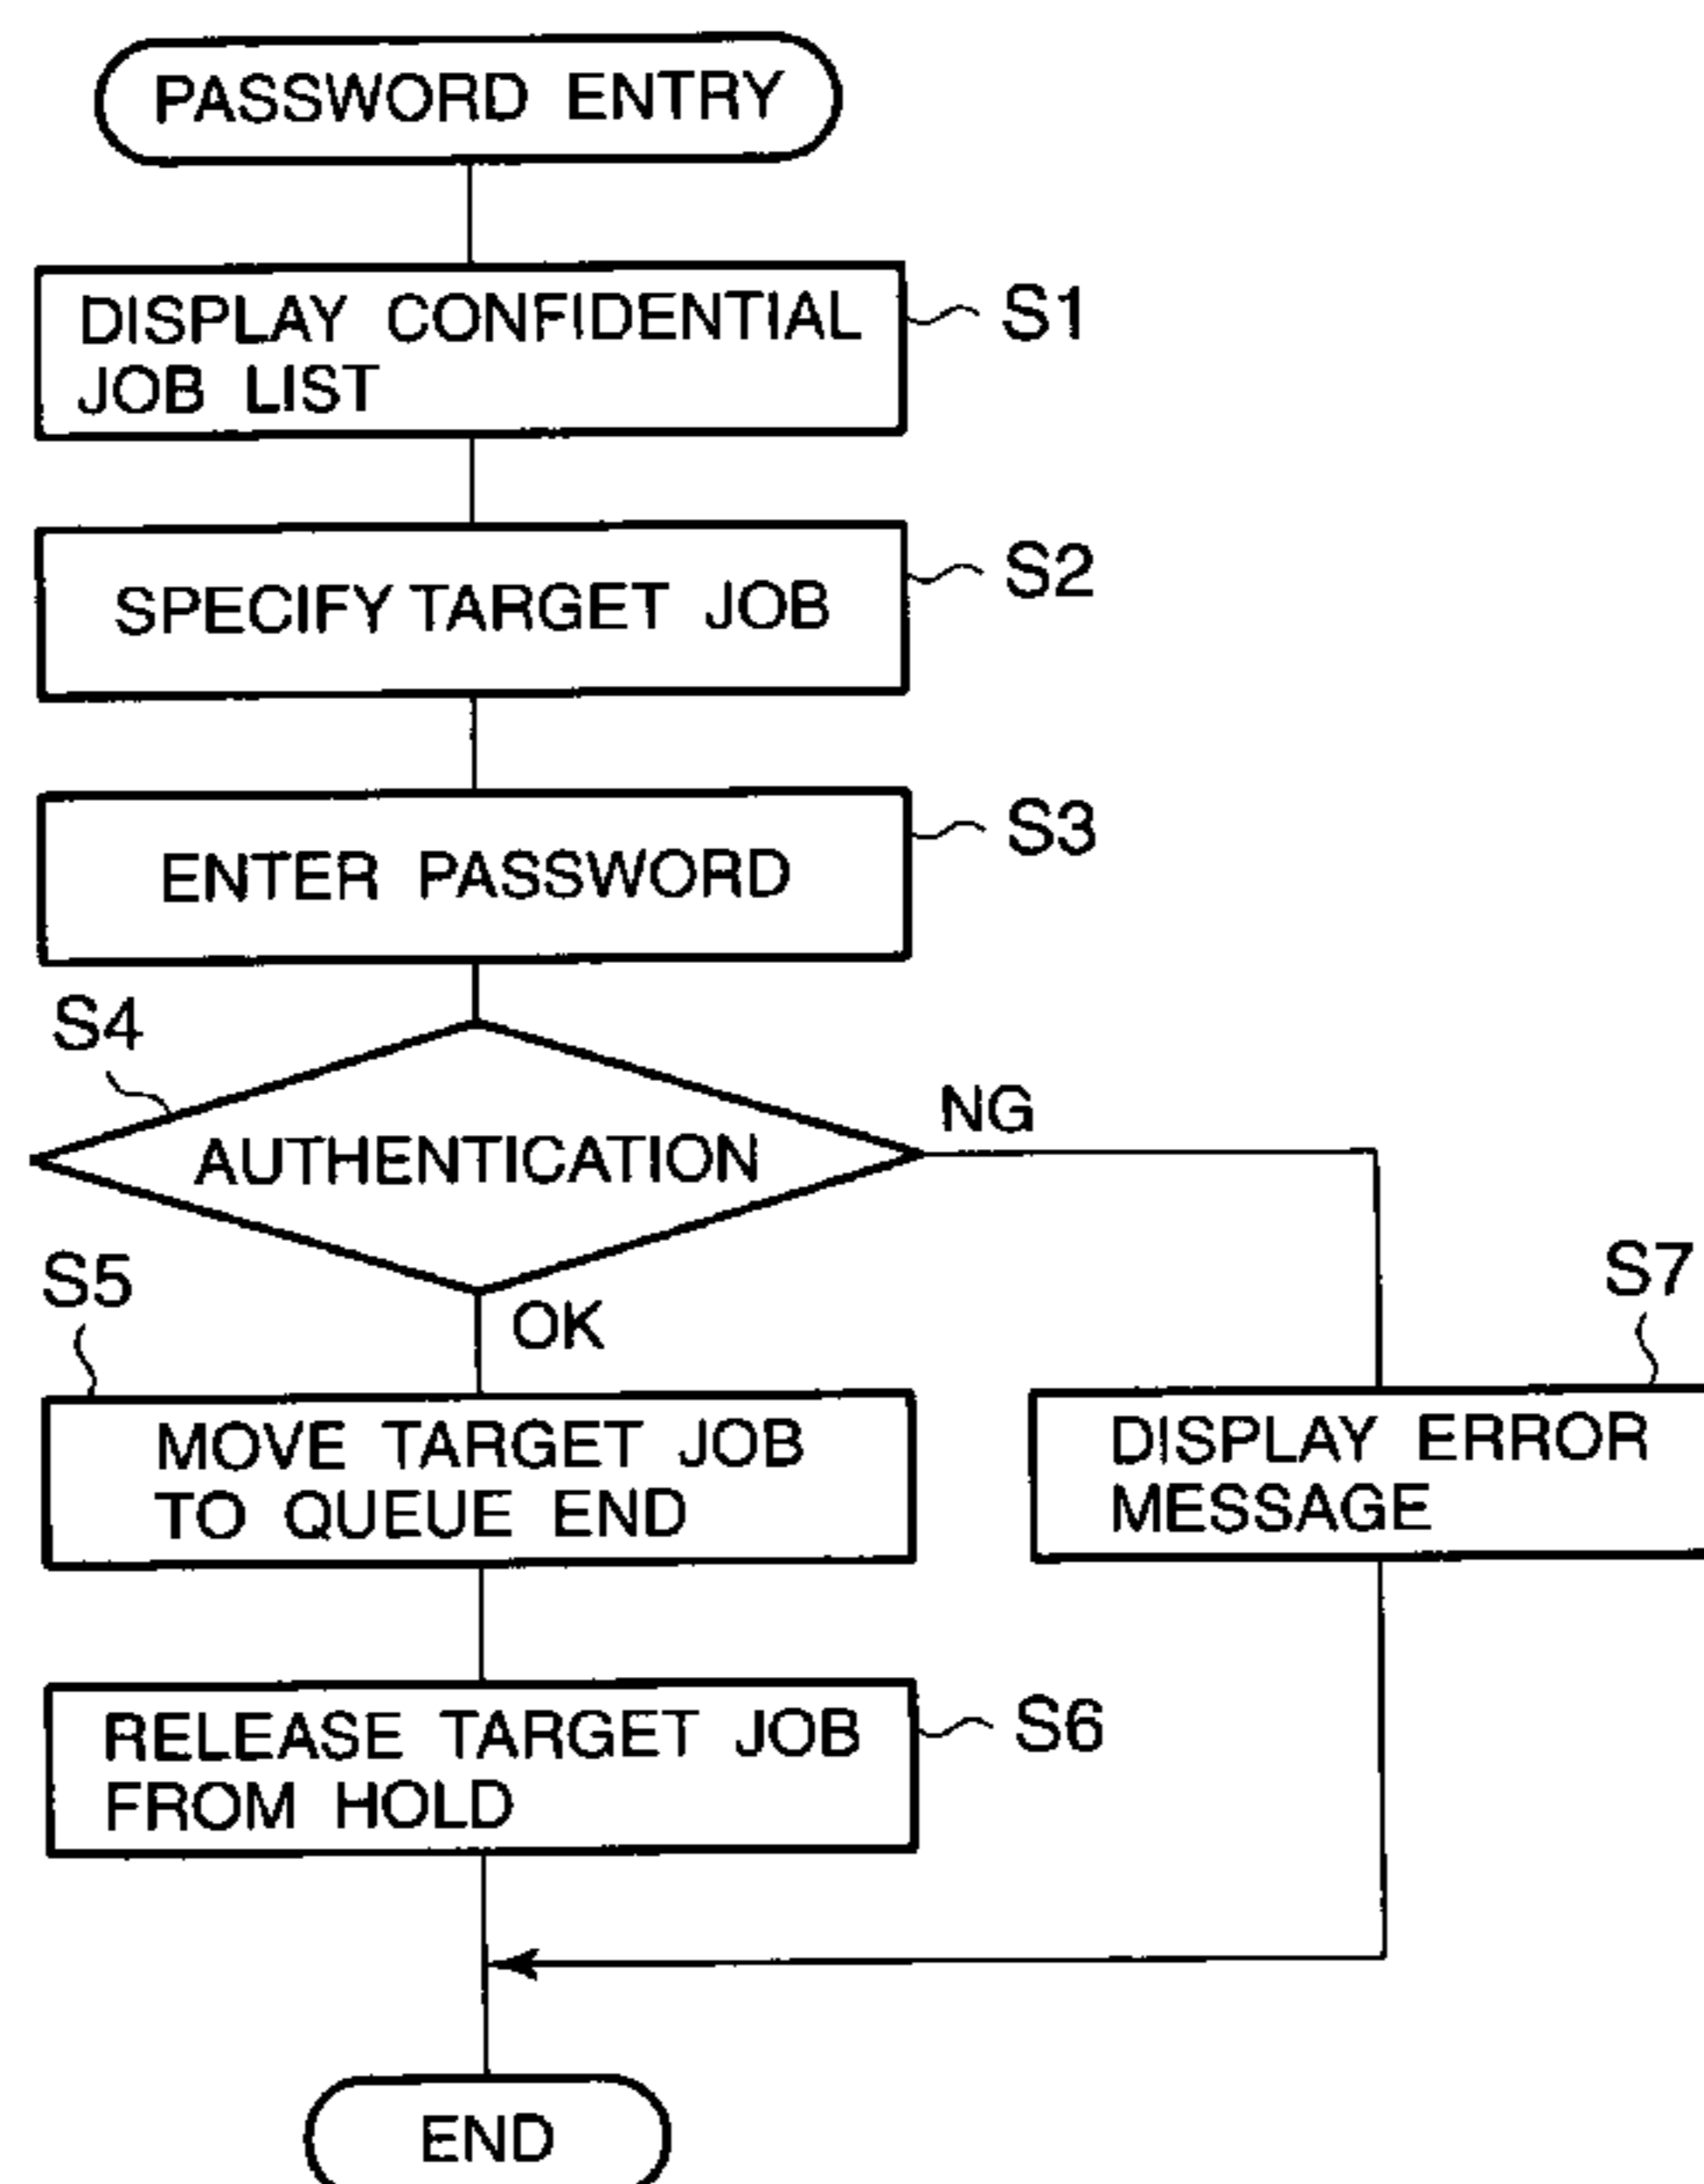 PASSWORD ENTRY
DISPLAY CONFIDENTIAL
JOB LIST
S1
SPECIFY TARGET JOB
S2
ENTER PASSWORD
S3
S4
AUTHENTICATION
NG
OK
S5
MOVE TARGET JOB
TO QUEUE END
S7
DISPLAY ERROR
MESSAGE
RELEASE TARGET JOB
FROM HOLD
S6
END